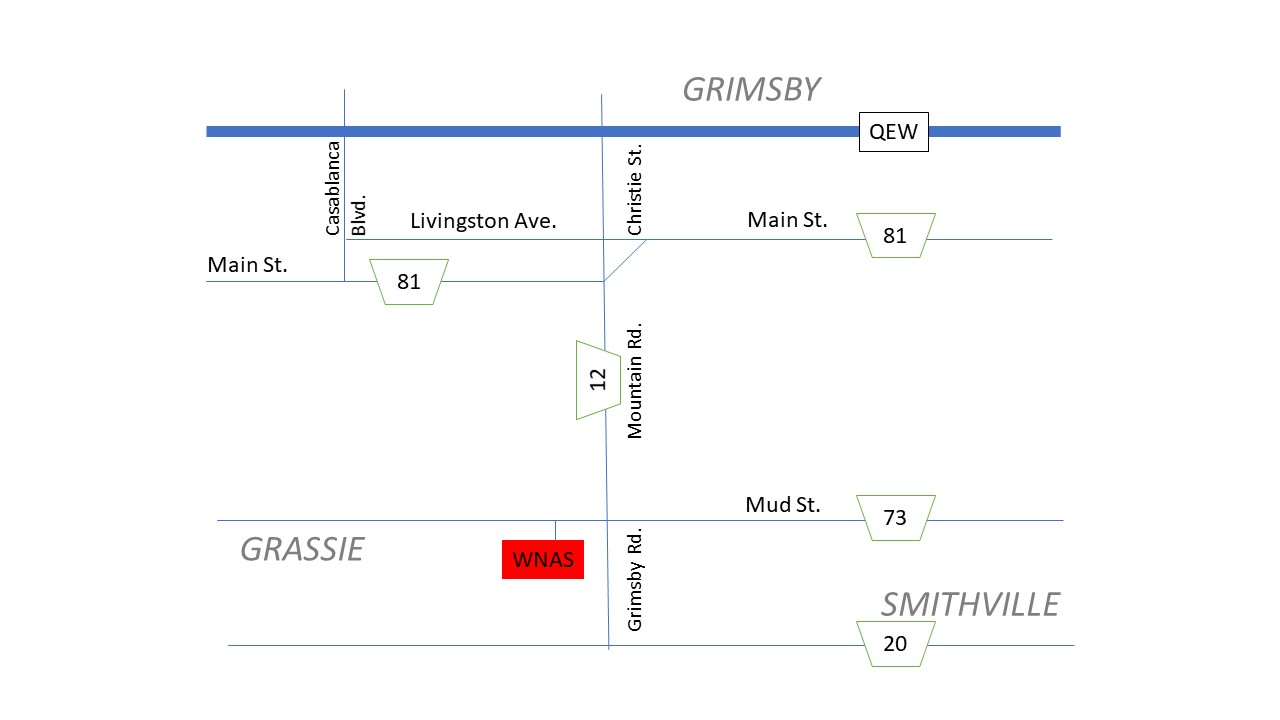 GRIMSBY
QEW
Casablanca
Blvd.
Christie St.
Livingston Ave.
Main St.
81
Main St.
81
12
Mountain Rd.
Mud St.
73
GRASSIE
WNAS
Grimsby Rd.
SMITHVILLE
20